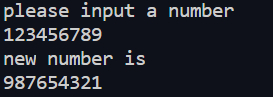 please input a number
123456789
new number is
987654321